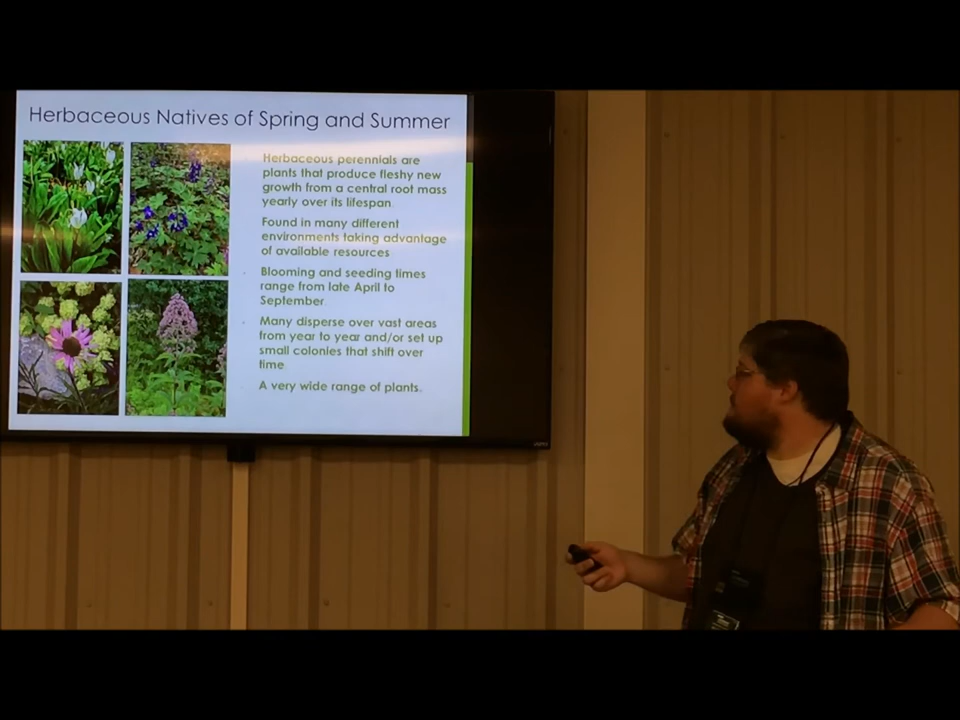 Herbaceous Natives of Spring and Summer
Herbaceous perennials are
plants that produce fleshy new
growth from a central root mass
yearly over its lifespan.
Found in many different
environments taking advantage
of available resources
Blooming and seeding times
range from late April to
September.
Many disperse over vast areas
from year to year and/or set up
small colonies that shift over
time
A very wide range of plants.